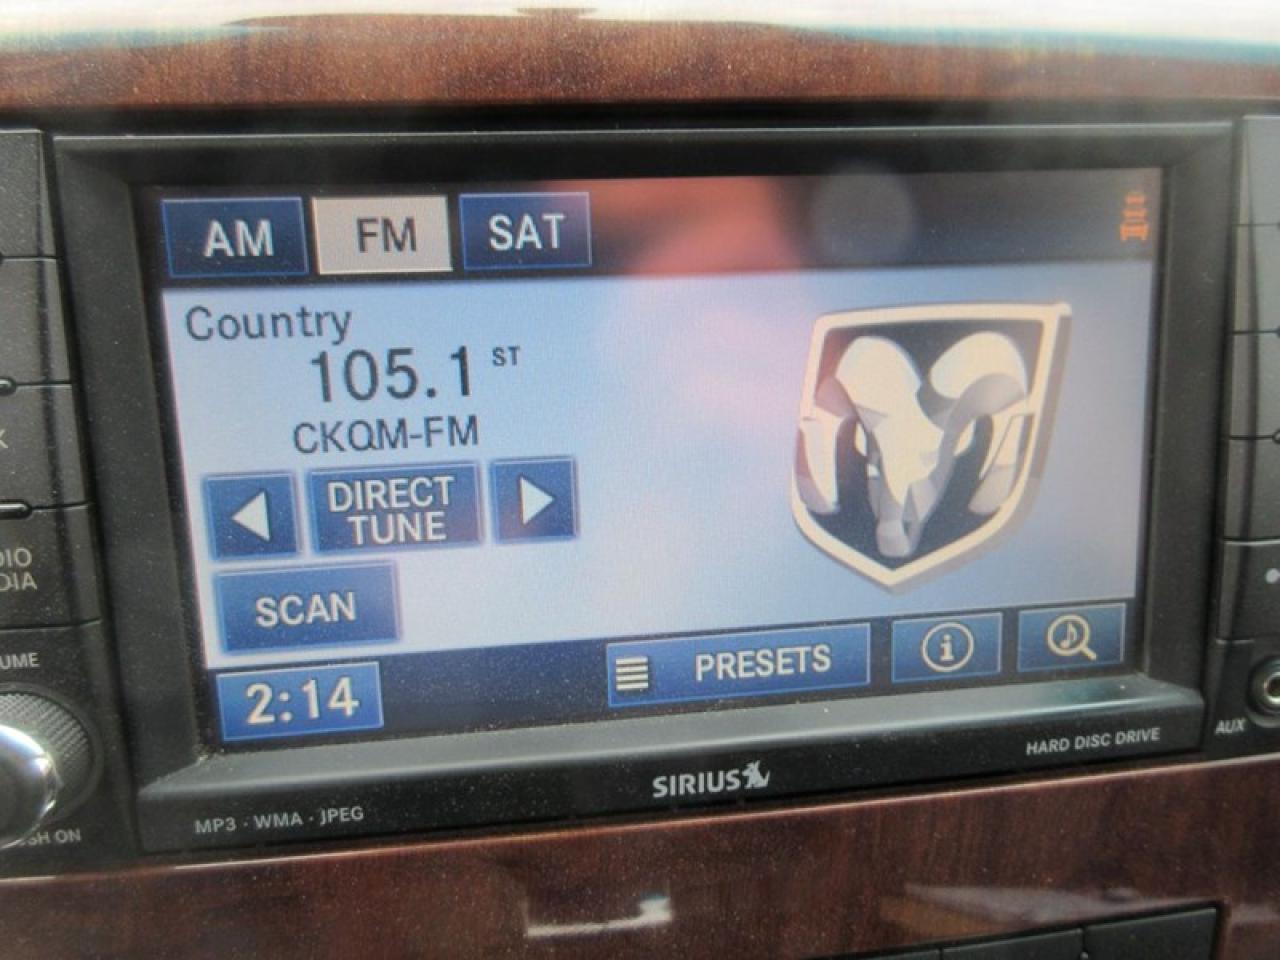 AM FM SAT
Country
105.1 ST
CKQM-FM
DIRECT
TUNE
SCAN
2:14
PRESETS
i
SIRIUS
HARD DISC DRIVE
MP3 · WMA · JPEG
AUX